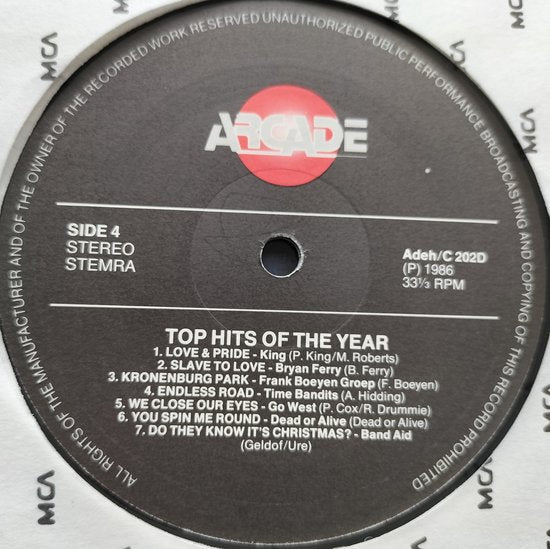 ALL RIGHTS OF THE MANUFACTURER AND OF THE OWNER OF THE RECORDED WORK RESERVED UNAUTHORIZED PUBLIC PERFORMANCE BROADCASTING AND COPYING OF THIS RECORD PROHIBITED
ARCADE
SIDE 4
STEREO
STEMRA
Adeh/C 202D
(P) 1986
33⅓ RPM
TOP HITS OF THE YEAR
1. LOVE & PRIDE - King (P. King/M. Roberts)
2. SLAVE TO LOVE - Bryan Ferry (B. Ferry)
3. KRONENBURG PARK - Frank Boeyen Groep (F. Boeyen)
4. ENDLESS ROAD - Time Bandits (A. Hidding)
5. WE CLOSE OUR EYES - Go West (P. Cox/R. Drummie)
6. YOU SPIN ME ROUND - Dead or Alive (Dead or Alive)
7. DO THEY KNOW IT'S CHRISTMAS? - Band Aid
(Geldof/Ure)
MCA
MCA
MCA
MCA
MCA
MCA
MCA
MCA